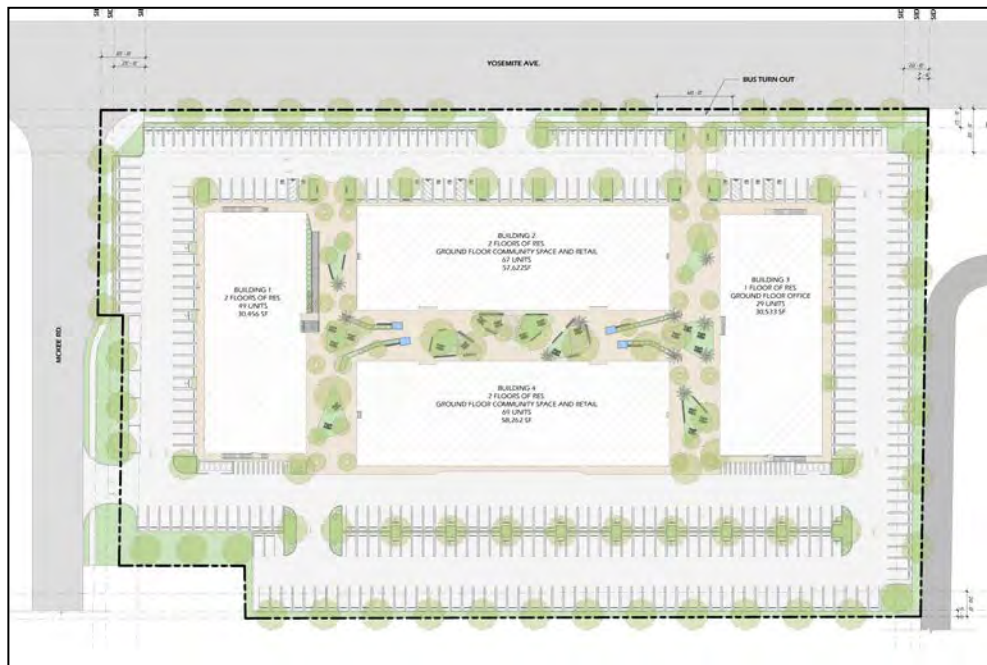 YOSEMITE AVE.
BUS TURN OUT
BUILDING 1
2 FLOORS OF RES
49 UNITS
30,456 SF
BUILDING 2
2 FLOORS OF RES.
GROUND FLOOR COMMUNITY SPACE AND RETAIL
67 UNITS
57,622SF
BUILDING 3
1 FLOOR OF RES
GROUND FLOOR OFFICE
29 UNITS
30,533 SF
MCKEE RD.
BUILDING 4
2 FLOORS OF RES.
GROUND FLOOR COMMUNITY SPACE AND RETAIL
69 UNITS
58,262 SF